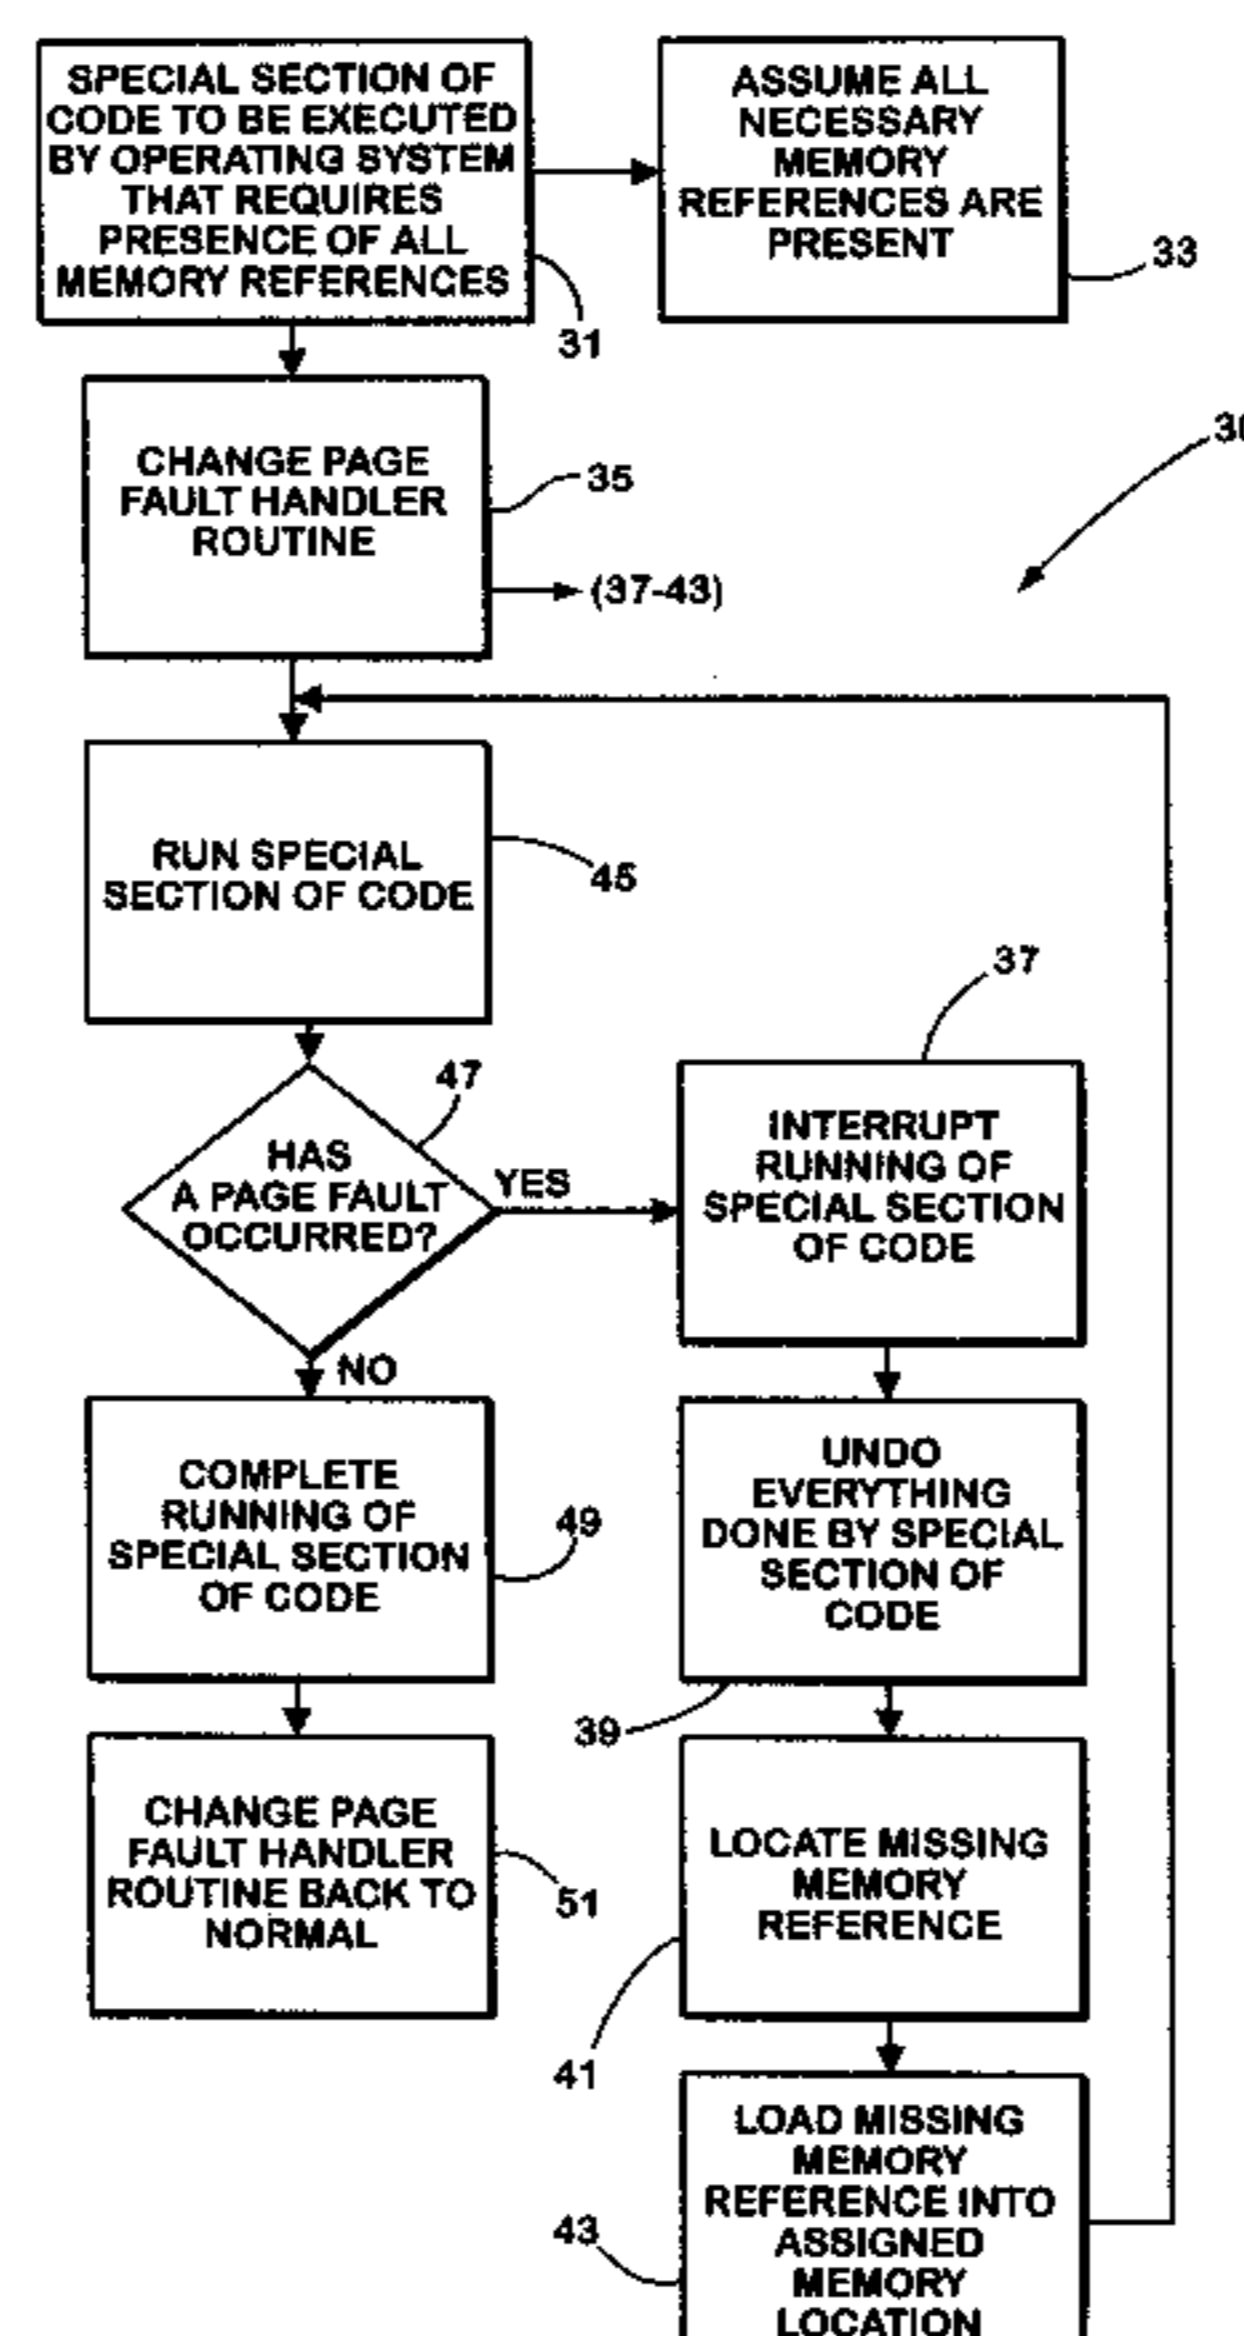 SPECIAL SECTION OF
CODE TO BE EXECUTED
BY OPERATING SYSTEM
THAT REQUIRES
PRESENCE OF ALL
MEMORY REFERENCES
31
ASSUME ALL
NECESSARY
MEMORY
REFERENCES ARE
PRESENT
33
CHANGE PAGE
FAULT HANDLER
ROUTINE
35
(37-43)
RUN SPECIAL
SECTION OF CODE
45
HAS
A PAGE FAULT
OCCURRED?
47
YES
NO
INTERRUPT
RUNNING OF
SPECIAL SECTION
OF CODE
37
COMPLETE
RUNNING OF
SPECIAL SECTION
OF CODE
49
UNDO
EVERYTHING
DONE BY SPECIAL
SECTION OF
CODE
39
CHANGE PAGE
FAULT HANDLER
ROUTINE BACK TO
NORMAL
51
LOCATE MISSING
MEMORY
REFERENCE
41
LOAD MISSING
MEMORY
REFERENCE INTO
ASSIGNED
MEMORY
LOCATION
43